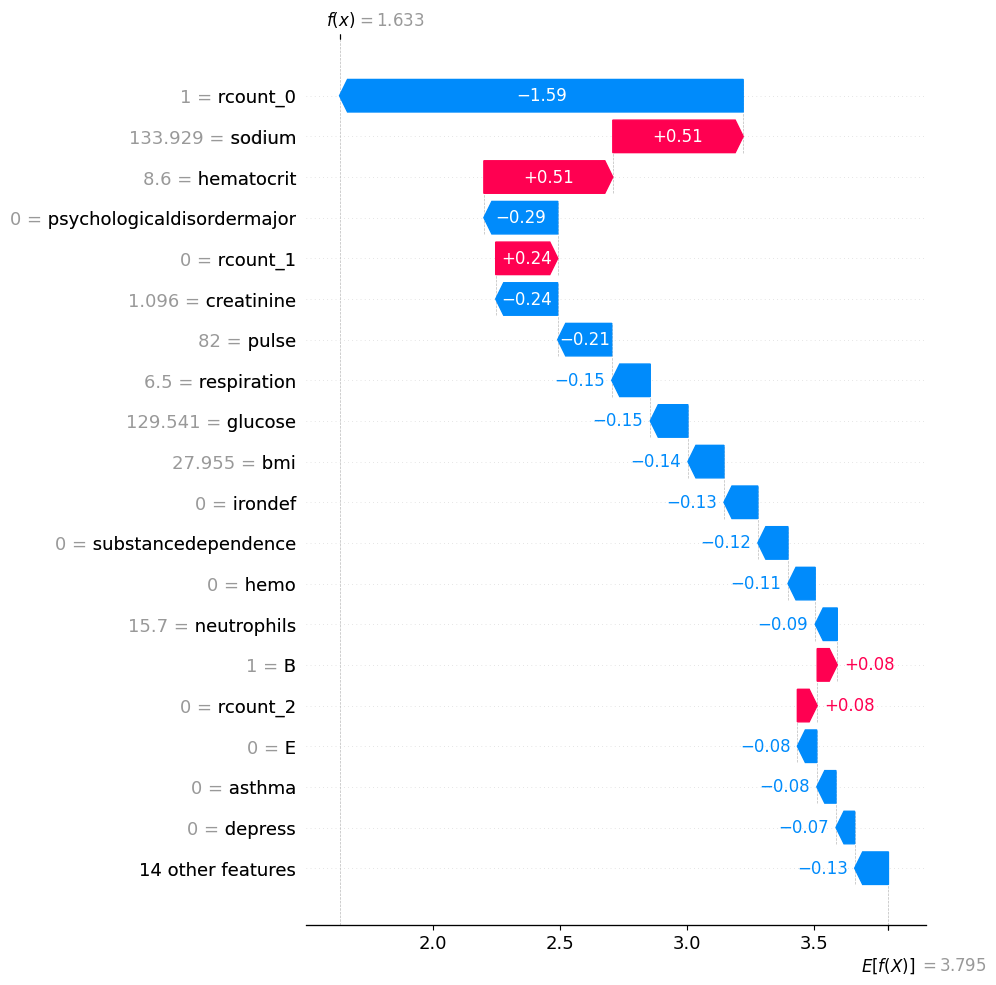 f(x) = 1.633
1 = rcount_0 −1.59
133.929 = sodium +0.51
8.6 = hematocrit +0.51
0 = psychologicaldisordermajor −0.29
0 = rcount_1 +0.24
1.096 = creatinine −0.24
82 = pulse −0.21
6.5 = respiration −0.15
129.541 = glucose −0.15
27.955 = bmi −0.14
0 = irondef −0.13
0 = substancedependence −0.12
0 = hemo −0.11
15.7 = neutrophils −0.09
1 = B +0.08
0 = rcount_2 +0.08
0 = E −0.08
0 = asthma −0.08
0 = depress −0.07
14 other features −0.13
2.0 2.5 3.0 3.5
E[f(X)] = 3.795